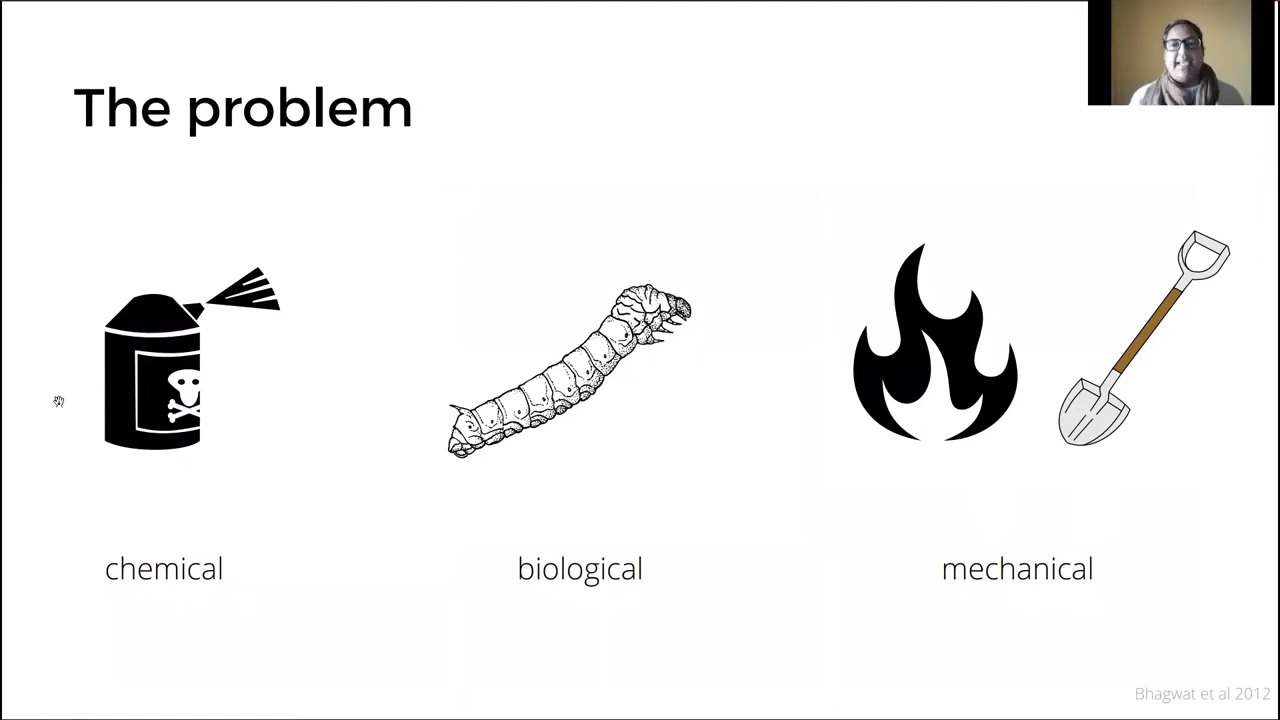 The problem
chemical
biological
mechanical
Bhagwat et al 2012